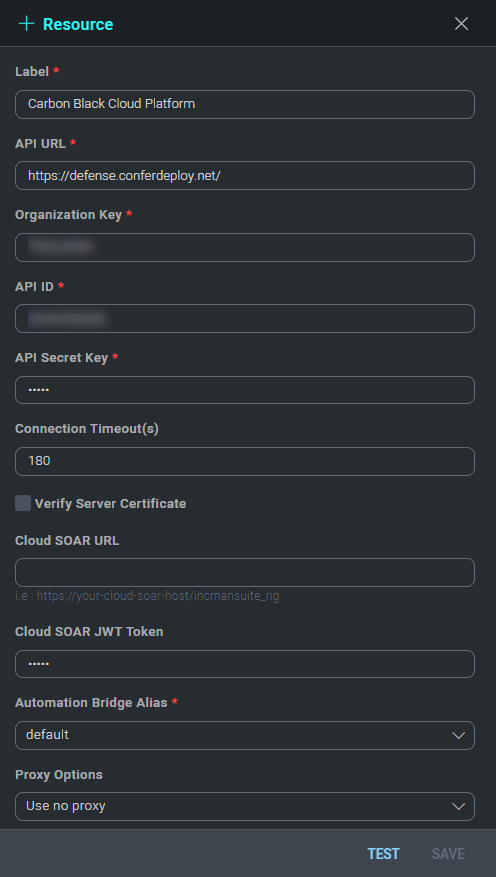 + Resource
Label *
Carbon Black Cloud Platform
API URL *
https://defense.conferdeploy.net/
Organization Key *
API ID *
API Secret Key *
•••••
Connection Timeout(s)
180
Verify Server Certificate
Cloud SOAR URL
i.e : https://your-cloud-soar-host/incmansuite_ng
Cloud SOAR JWT Token
•••••
Automation Bridge Alias *
default
Proxy Options
Use no proxy
TEST SAVE